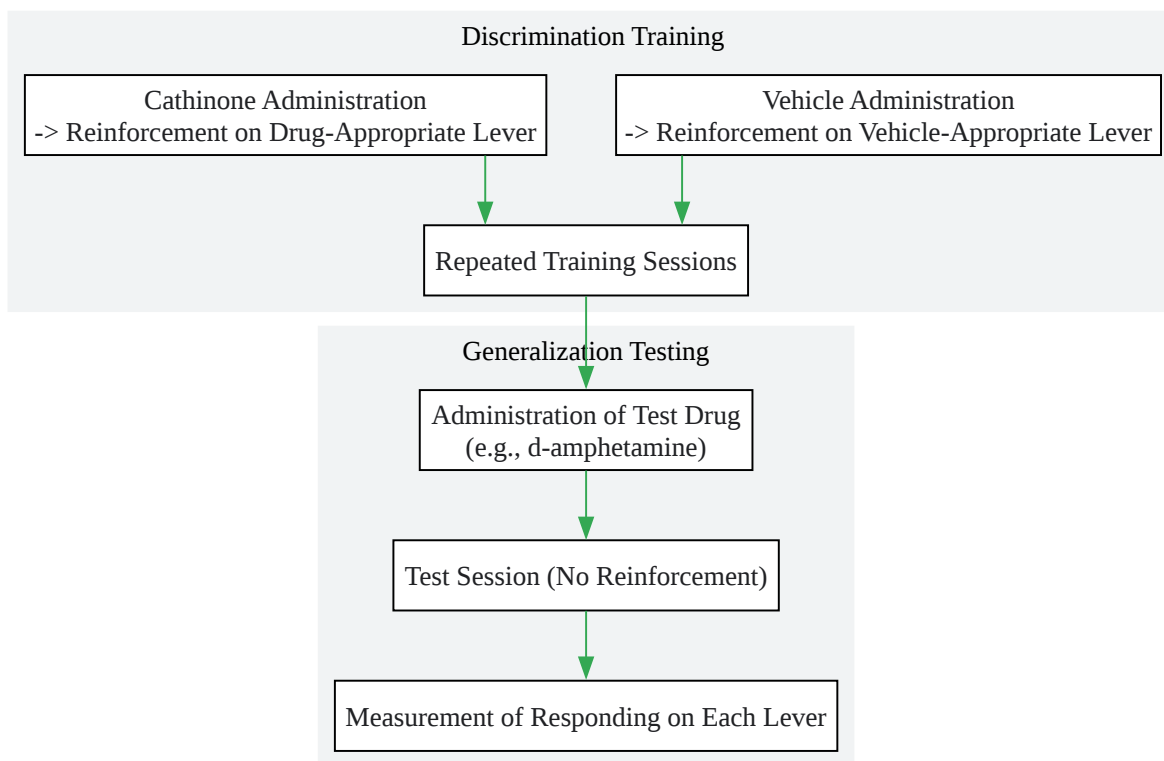 Discrimination Training
Cathinone Administration
-> Reinforcement on Drug-Appropriate Lever
Vehicle Administration
-> Reinforcement on Vehicle-Appropriate Lever
Repeated Training Sessions
Generalization Testing
Administration of Test Drug
(e.g., d-amphetamine)
Test Session (No Reinforcement)
Measurement of Responding on Each Lever